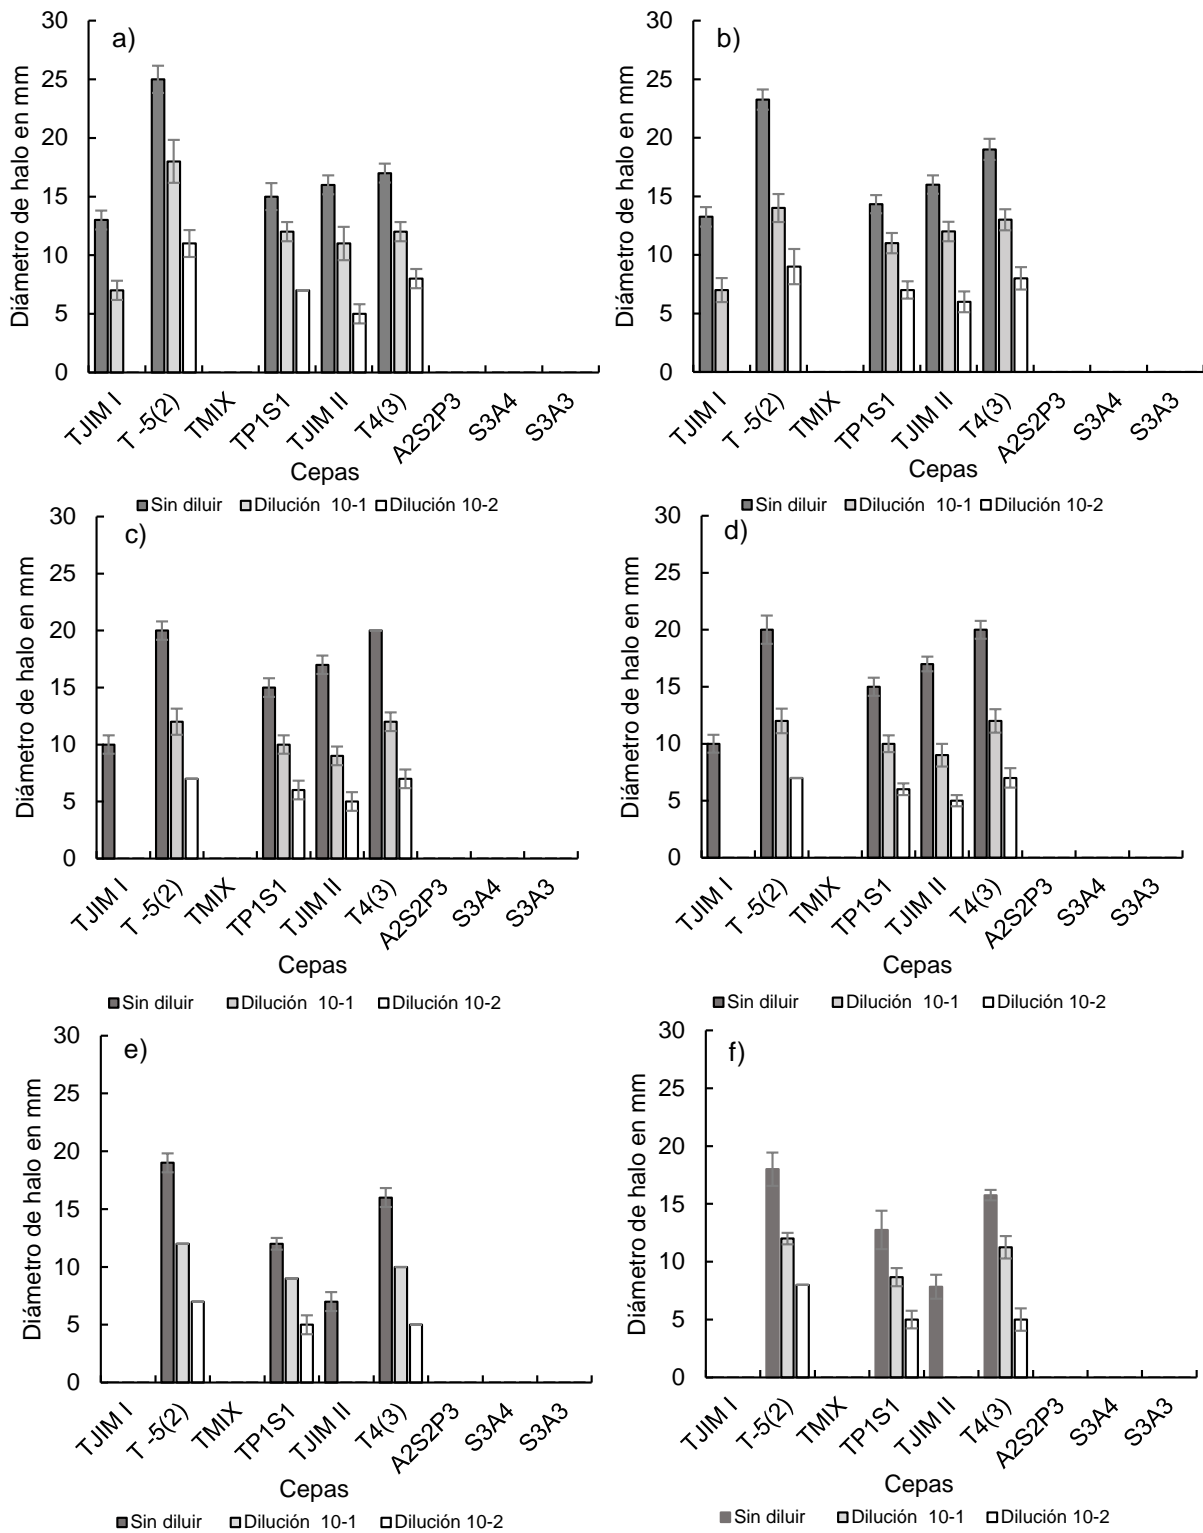 a)
Diámetro de halo en mm
30
25
20
15
10
5
0
TJIM I
T -5(2)
TMIX
TP1S1
TJIM II
T4(3)
A2S2P3
S3A4
S3A3
Cepas
Sin diluir Dilución 10-1 Dilución 10-2
b)
Diámetro de halo en mm
30
25
20
15
10
5
0
TJIM I
T -5(2)
TMIX
TP1S1
TJIM II
T4(3)
A2S2P3
S3A4
S3A3
Cepas
Sin diluir Dilución 10-1 Dilución 10-2
c)
Diámetro de halo en mm
30
25
20
15
10
5
0
TJIM I
T -5(2)
TMIX
TP1S1
TJIM II
T4(3)
A2S2P3
S3A4
S3A3
Cepas
Sin diluir Dilución 10-1 Dilución 10-2
d)
Diámetro de halo en mm
30
25
20
15
10
5
0
TJIM I
T -5(2)
TMIX
TP1S1
TJIM II
T4(3)
A2S2P3
S3A4
S3A3
Cepas
Sin diluir Dilución 10-1 Dilución 10-2
e)
Diámetro de halo en mm
30
25
20
15
10
5
0
TJIM I
T -5(2)
TMIX
TP1S1
TJIM II
T4(3)
A2S2P3
S3A4
S3A3
Cepas
Sin diluir Dilución 10-1 Dilución 10-2
f)
Diámetro de halo en mm
30
25
20
15
10
5
0
TJIM I
T -5(2)
TMIX
TP1S1
TJIM II
T4(3)
A2S2P3
S3A4
S3A3
Cepas
Sin diluir Dilución 10-1 Dilución 10-2